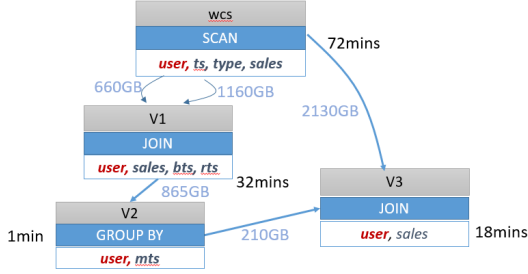 wcs
SCAN
72mins
user, ts, type, sales
660GB
1160GB
2130GB
V1
JOIN
user, sales, bts, rts
32mins
865GB
V3
V2
JOIN
1min
GROUP BY
210GB
18mins
user, sales
user, mts